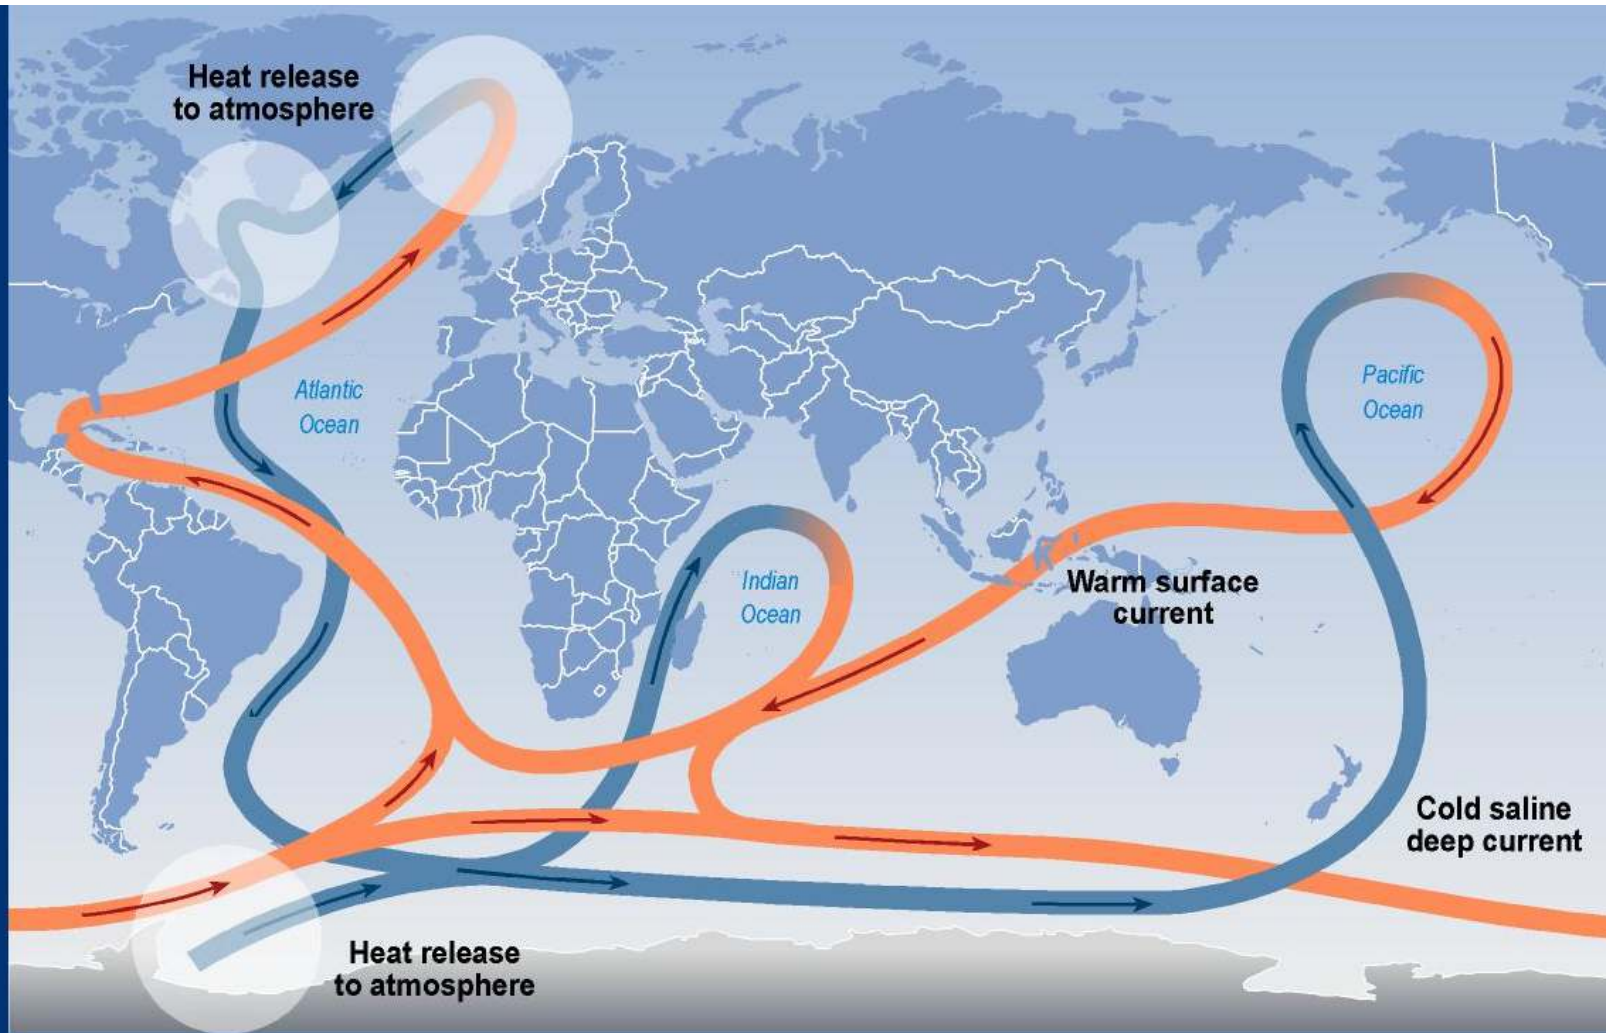 Heat release
to atmosphere
Atlantic
Ocean
Pacific
Ocean
Indian
Ocean
Warm surface
current
Cold saline
deep current
Heat release
to atmosphere